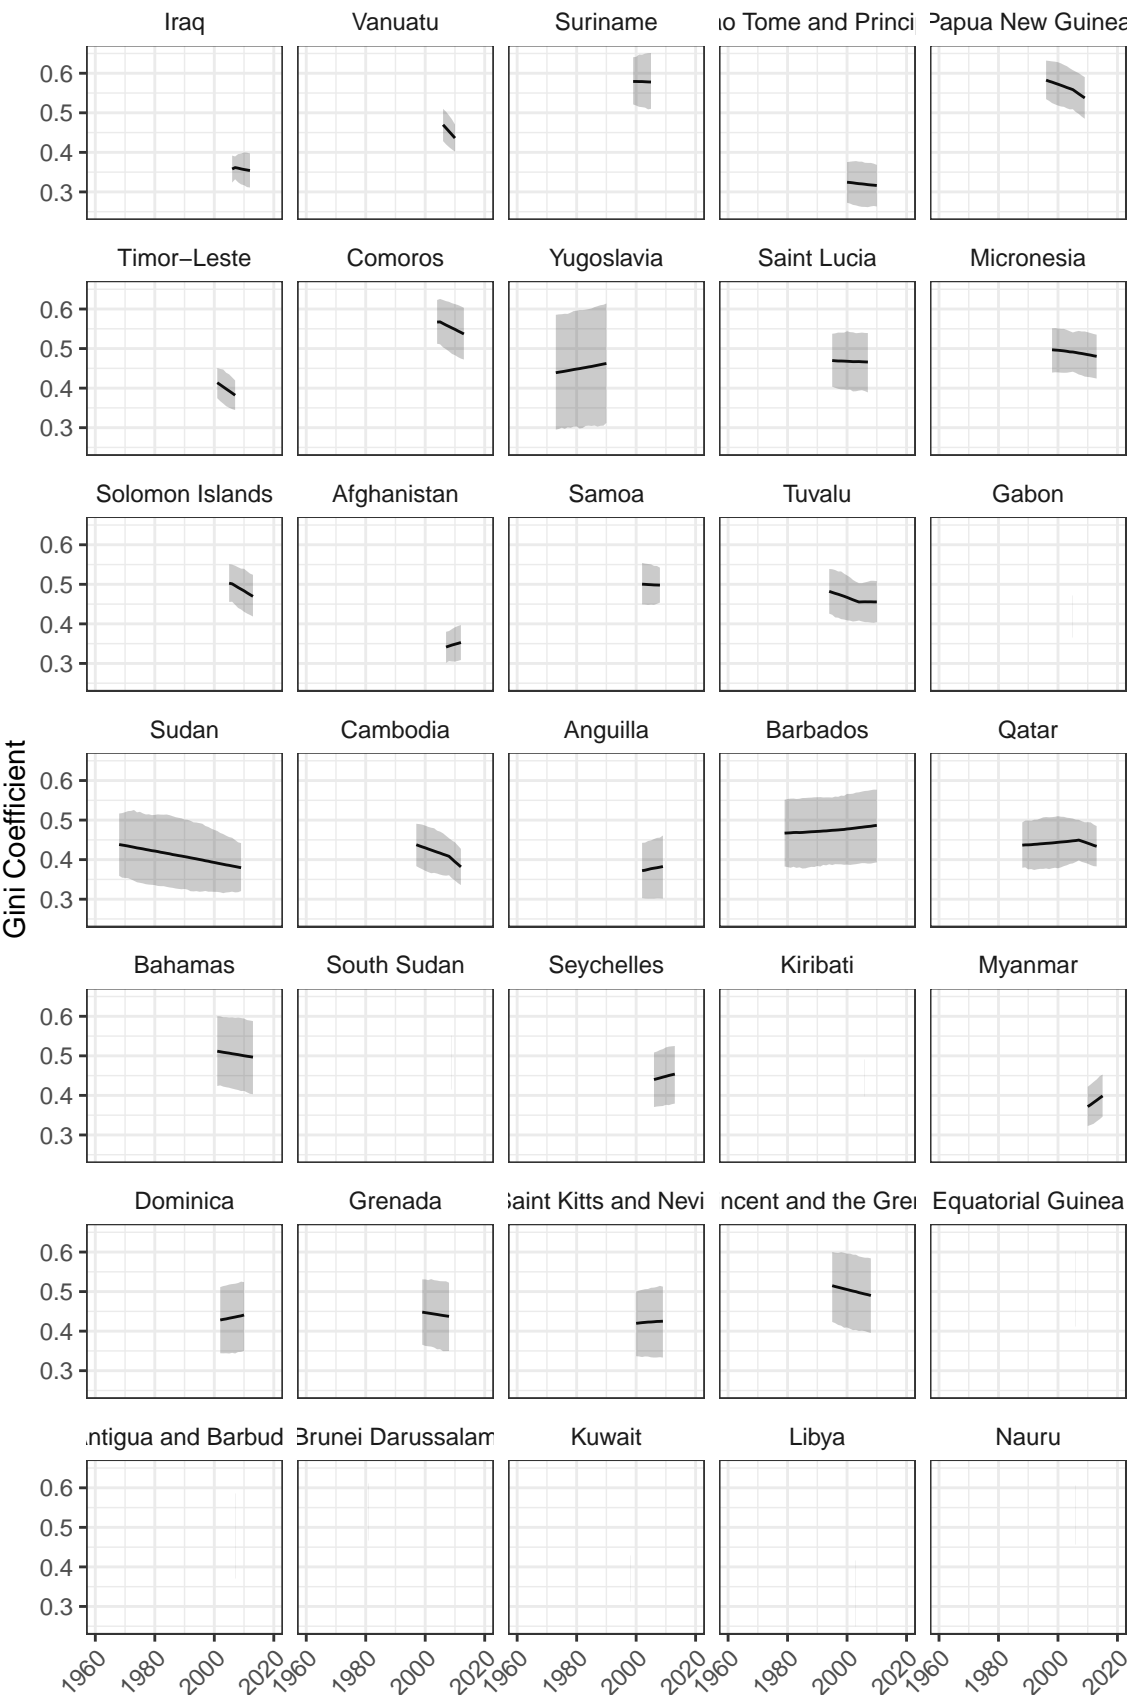 Iraq
Vanuatu
Suriname
o Tome and Princi
Papua New Guinea
0.6
0.5
0.4
0.3
Timor−Leste
Comoros
Yugoslavia
Saint Lucia
Micronesia
0.6
0.5
0.4
0.3
Solomon Islands
Afghanistan
Samoa
Tuvalu
Gabon
0.6
0.5
0.4
0.3
Gini Coefficient
Sudan
Cambodia
Anguilla
Barbados
Qatar
0.6
0.5
0.4
0.3
Bahamas
South Sudan
Seychelles
Kiribati
Myanmar
0.6
0.5
0.4
0.3
Dominica
Grenada
Saint Kitts and Nevi
ncent and the Gren
Equatorial Guinea
0.6
0.5
0.4
0.3
ntigua and Barbud
Brunei Darussalam
Kuwait
Libya
Nauru
0.6
0.5
0.4
0.3
1960 1980 2000 2020
1960 1980 2000 2020
1960 1980 2000 2020
1960 1980 2000 2020
1960 1980 2000 2020